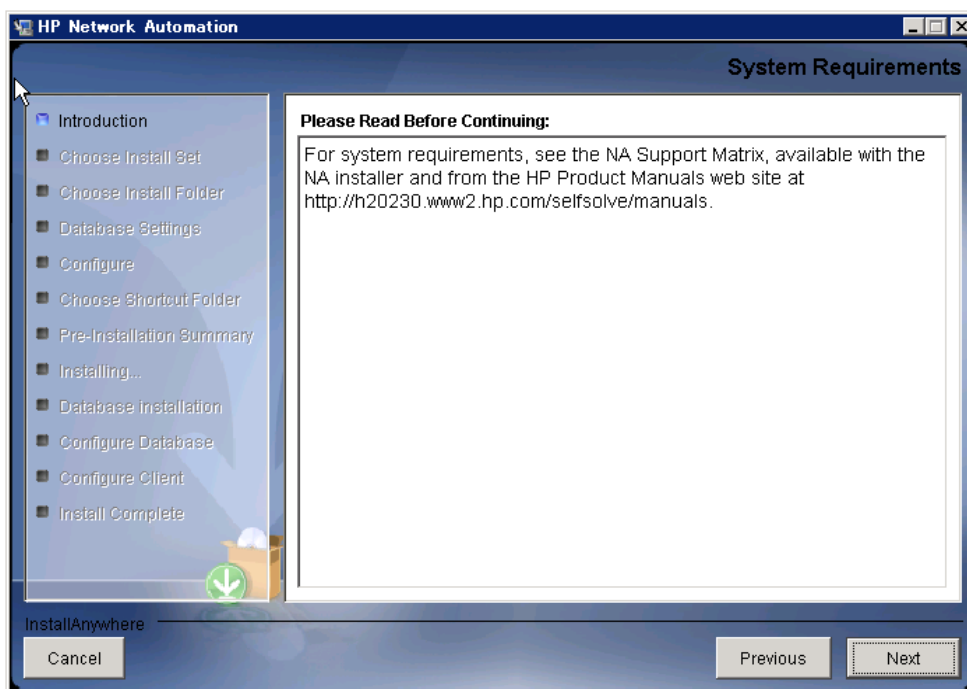 HP Network Automation
System Requirements
Introduction
Choose Install Set
Choose Install Folder
Database Settings
Configure
Choose Shortcut Folder
Pre-Installation Summary
Installing...
Database installation
Configure Database
Configure Client
Install Complete
Please Read Before Continuing:
For system requirements, see the NA Support Matrix, available with the
NA installer and from the HP Product Manuals web site at
http://h20230.www2.hp.com/selfsolve/manuals.
InstallAnywhere
Cancel
Previous
Next